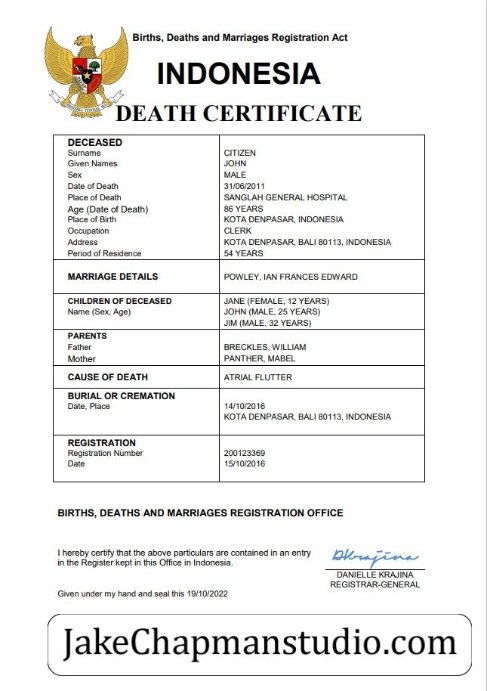 Births, Deaths and Marriages Registration Act
INDONESIA
DEATH CERTIFICATE
DECEASED
Surname CITIZEN
Given Names JOHN
Sex MALE
Date of Death 31/06/2011
Place of Death SANGLAH GENERAL HOSPITAL
Age (Date of Death) 86 YEARS
Place of Birth KOTA DENPASAR, INDONESIA
Occupation CLERK
Address KOTA DENPASAR, BALI 80113, INDONESIA
Period of Residence 54 YEARS
MARRIAGE DETAILS POWLEY, IAN FRANCES EDWARD
CHILDREN OF DECEASED JANE (FEMALE, 12 YEARS)
Name (Sex, Age) JOHN (MALE, 25 YEARS)
JIM (MALE, 32 YEARS)
PARENTS
Father BRECKLES, WILLIAM
Mother PANTHER, MABEL
CAUSE OF DEATH ATRIAL FLUTTER
BURIAL OR CREMATION
Date, Place 14/10/2016
KOTA DENPASAR, BALI 80113, INDONESIA
REGISTRATION
Registration Number 200123369
Date 15/10/2016
BIRTHS, DEATHS AND MARRIAGES REGISTRATION OFFICE
I hereby certify that the above particulars are contained in an entry
in the Register kept in this Office in Indonesia.
DKrajina
DANIELLE KRAJINA
REGISTRAR-GENERAL
Given under my hand and seal this 19/10/2022
JakeChapmanstudio.com